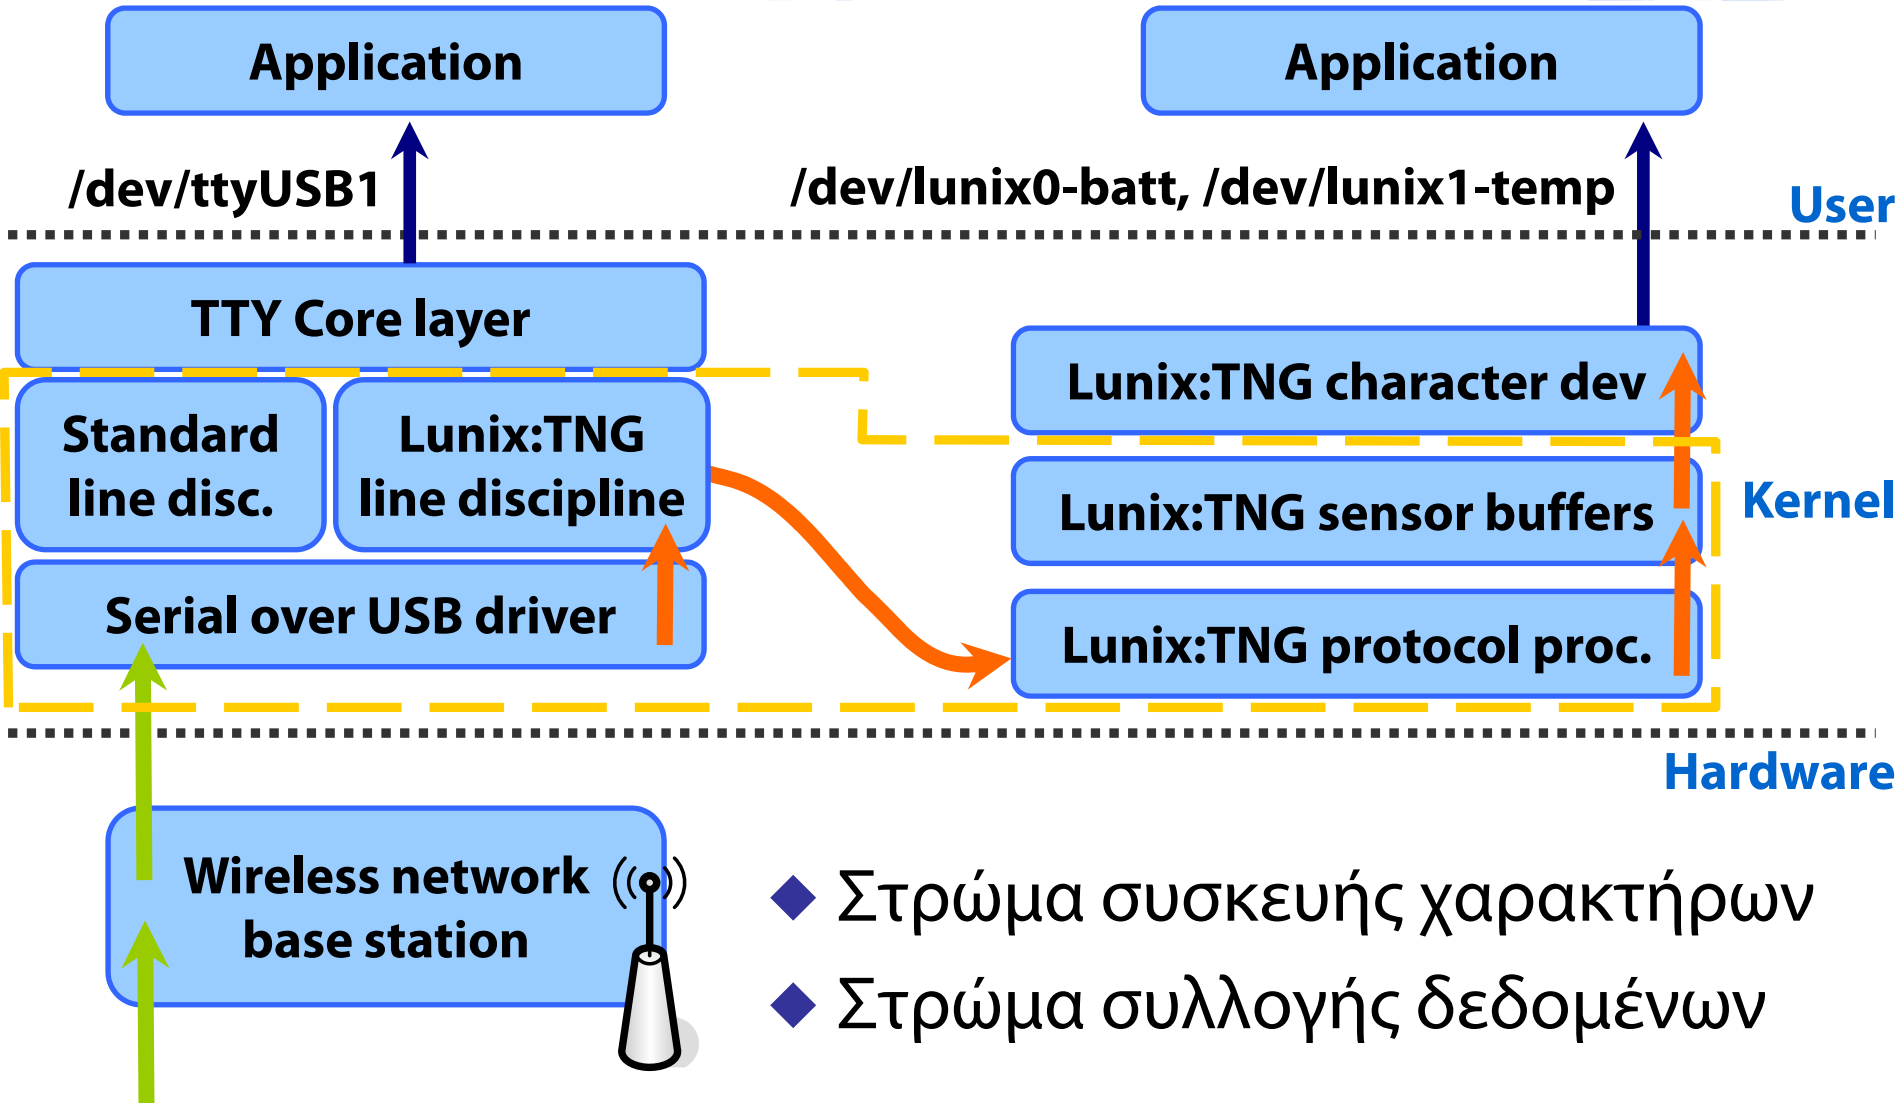 Application
Application
/dev/ttyUSB1
/dev/lunix0-batt, /dev/lunix1-temp
User
TTY Core layer
Standard
line disc.
Lunix:TNG
line discipline
Serial over USB driver
Lunix:TNG character dev
Lunix:TNG sensor buffers
Kernel
Lunix:TNG protocol proc.
Hardware
Wireless network
base station
Στρώμα συσκευής χαρακτήρων
Στρώμα συλλογής δεδομένων